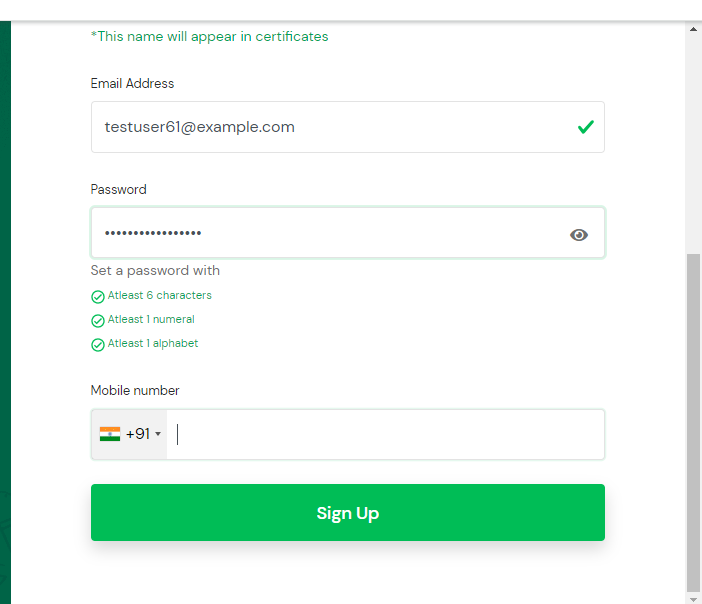 *This name will appear in certificates
Email Address
testuser61@example.com
Password
•••••••••••••••••
Set a password with
Atleast 6 characters
Atleast 1 numeral
Atleast 1 alphabet
Mobile number
+91
Sign Up